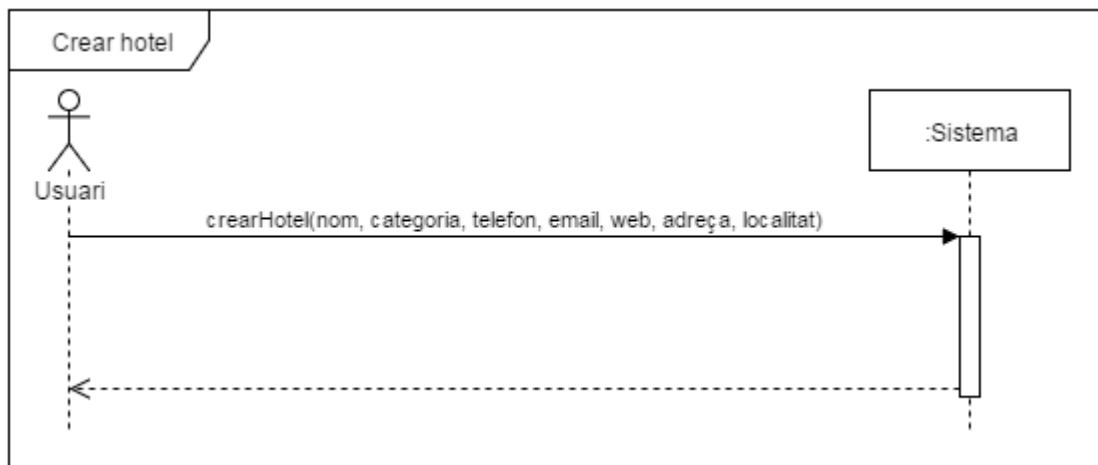 Crear hotel
:Sistema
Usuari
crearHotel(nom, categoria, telefon, email, web, adreça, localitat)